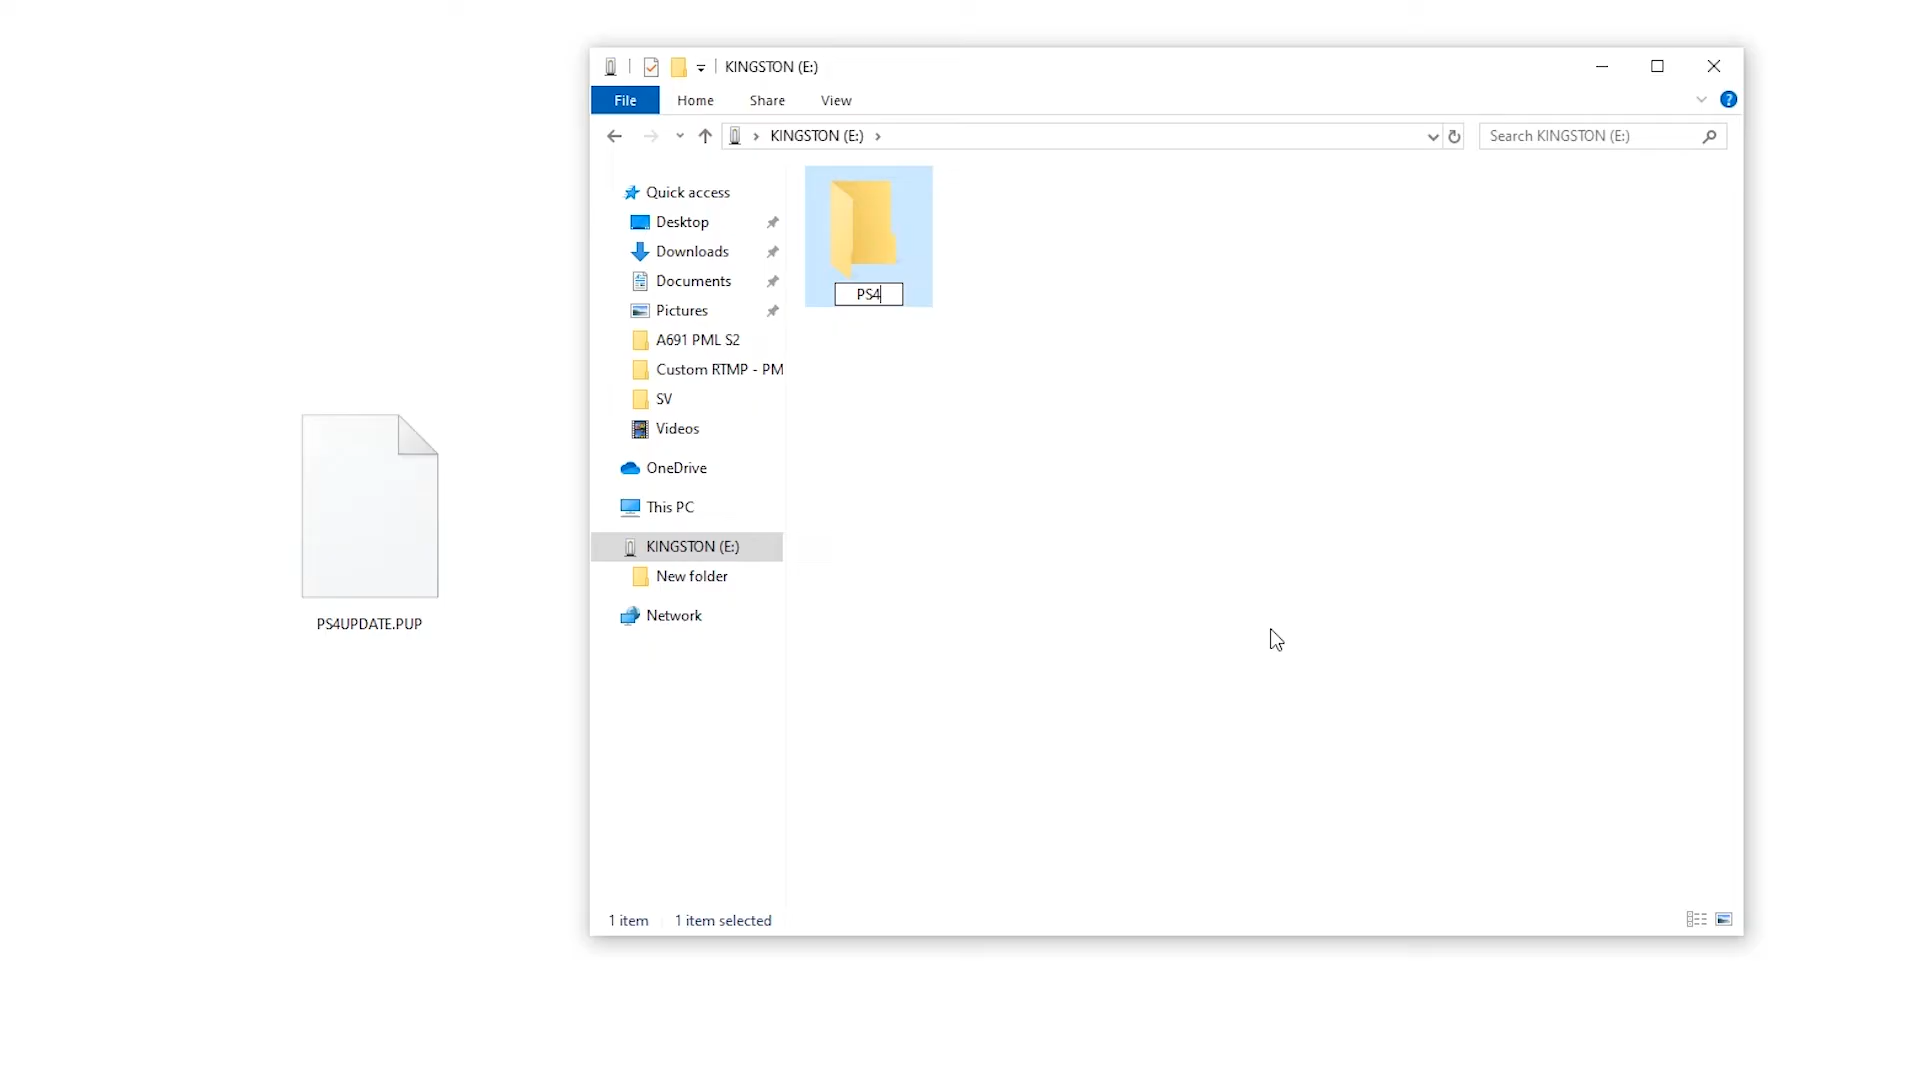 KINGSTON (E:)
File Home Share View
KINGSTON (E:)
Search KINGSTON (E:)
Quick access
Desktop
Downloads
Documents
Pictures
A691 PML S2
Custom RTMP - PM
SV
Videos
OneDrive
This PC
KINGSTON (E:)
New folder
Network
PS4
PS4UPDATE.PUP
1 item 1 item selected